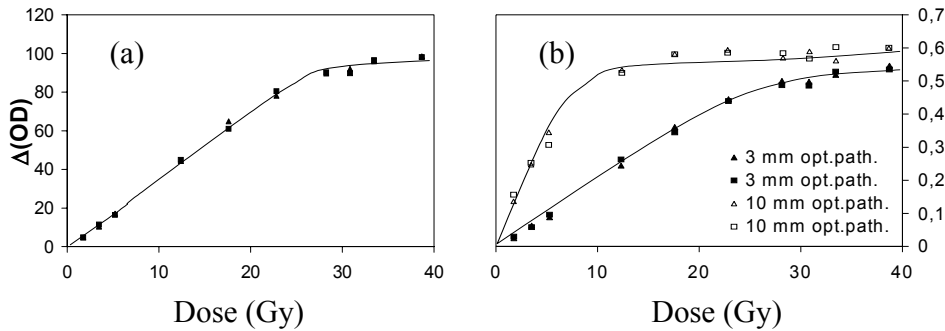 120
100
80
60
40
20
0
Δ(OD)
(a)
0 10 20 30 40
Dose (Gy)
(b)
0,7
0,6
0,5
0,4
0,3
0,2
0,1
0
▲ 3 mm opt.path.
■ 3 mm opt.path.
△ 10 mm opt.path.
□ 10 mm opt.path.
0 10 20 30 40
Dose (Gy)